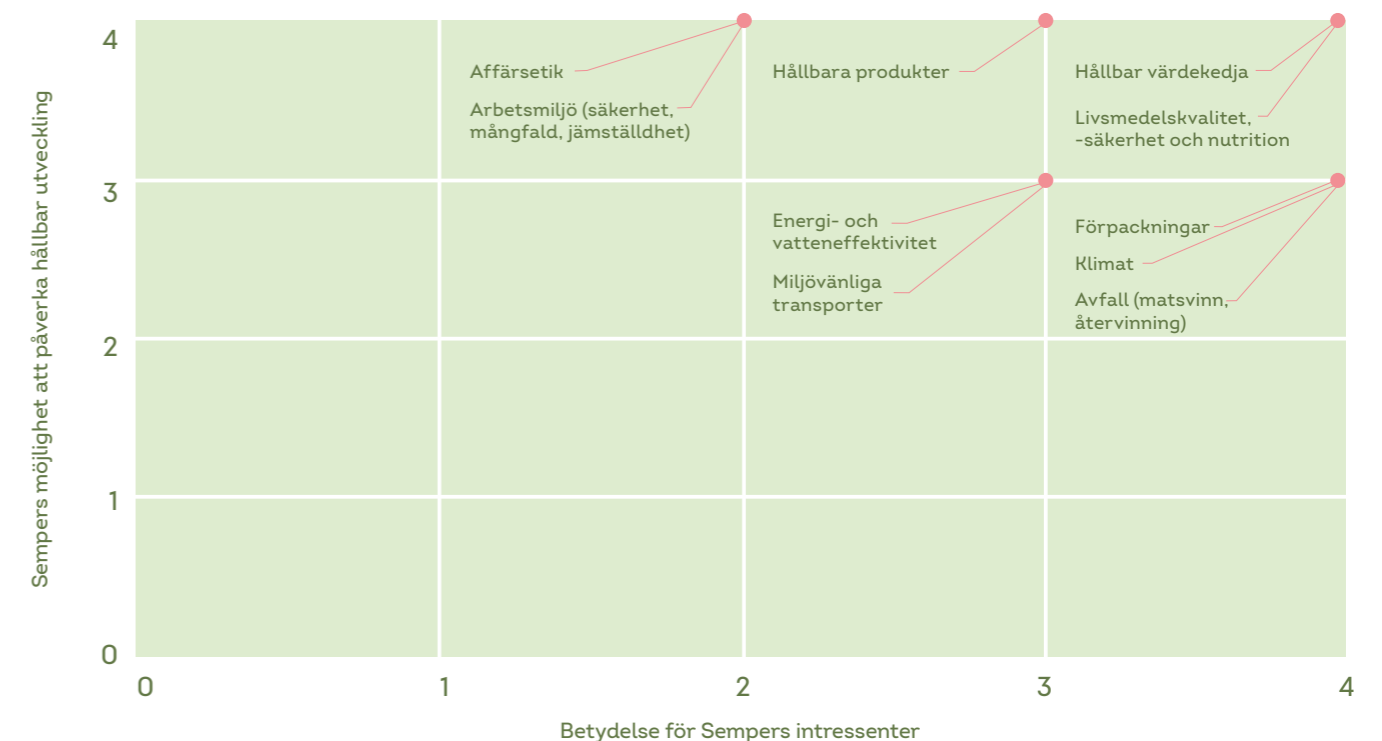 4
Affärsetik
Hållbara produkter
Hållbar värdekedja
Arbetsmiljö (säkerhet,
mångfald, jämställdhet)
Livsmedelskvalitet,
-säkerhet och nutrition
3
Energi- och
vatteneffektivitet
Miljövänliga
transporter
Förpackningar
Klimat
Avfall (matsvinn,
återvinning)
2
1
0
Sempers möjlighet att påverka hållbar utveckling
0 1 2 3 4
Betydelse för Sempers intressenter